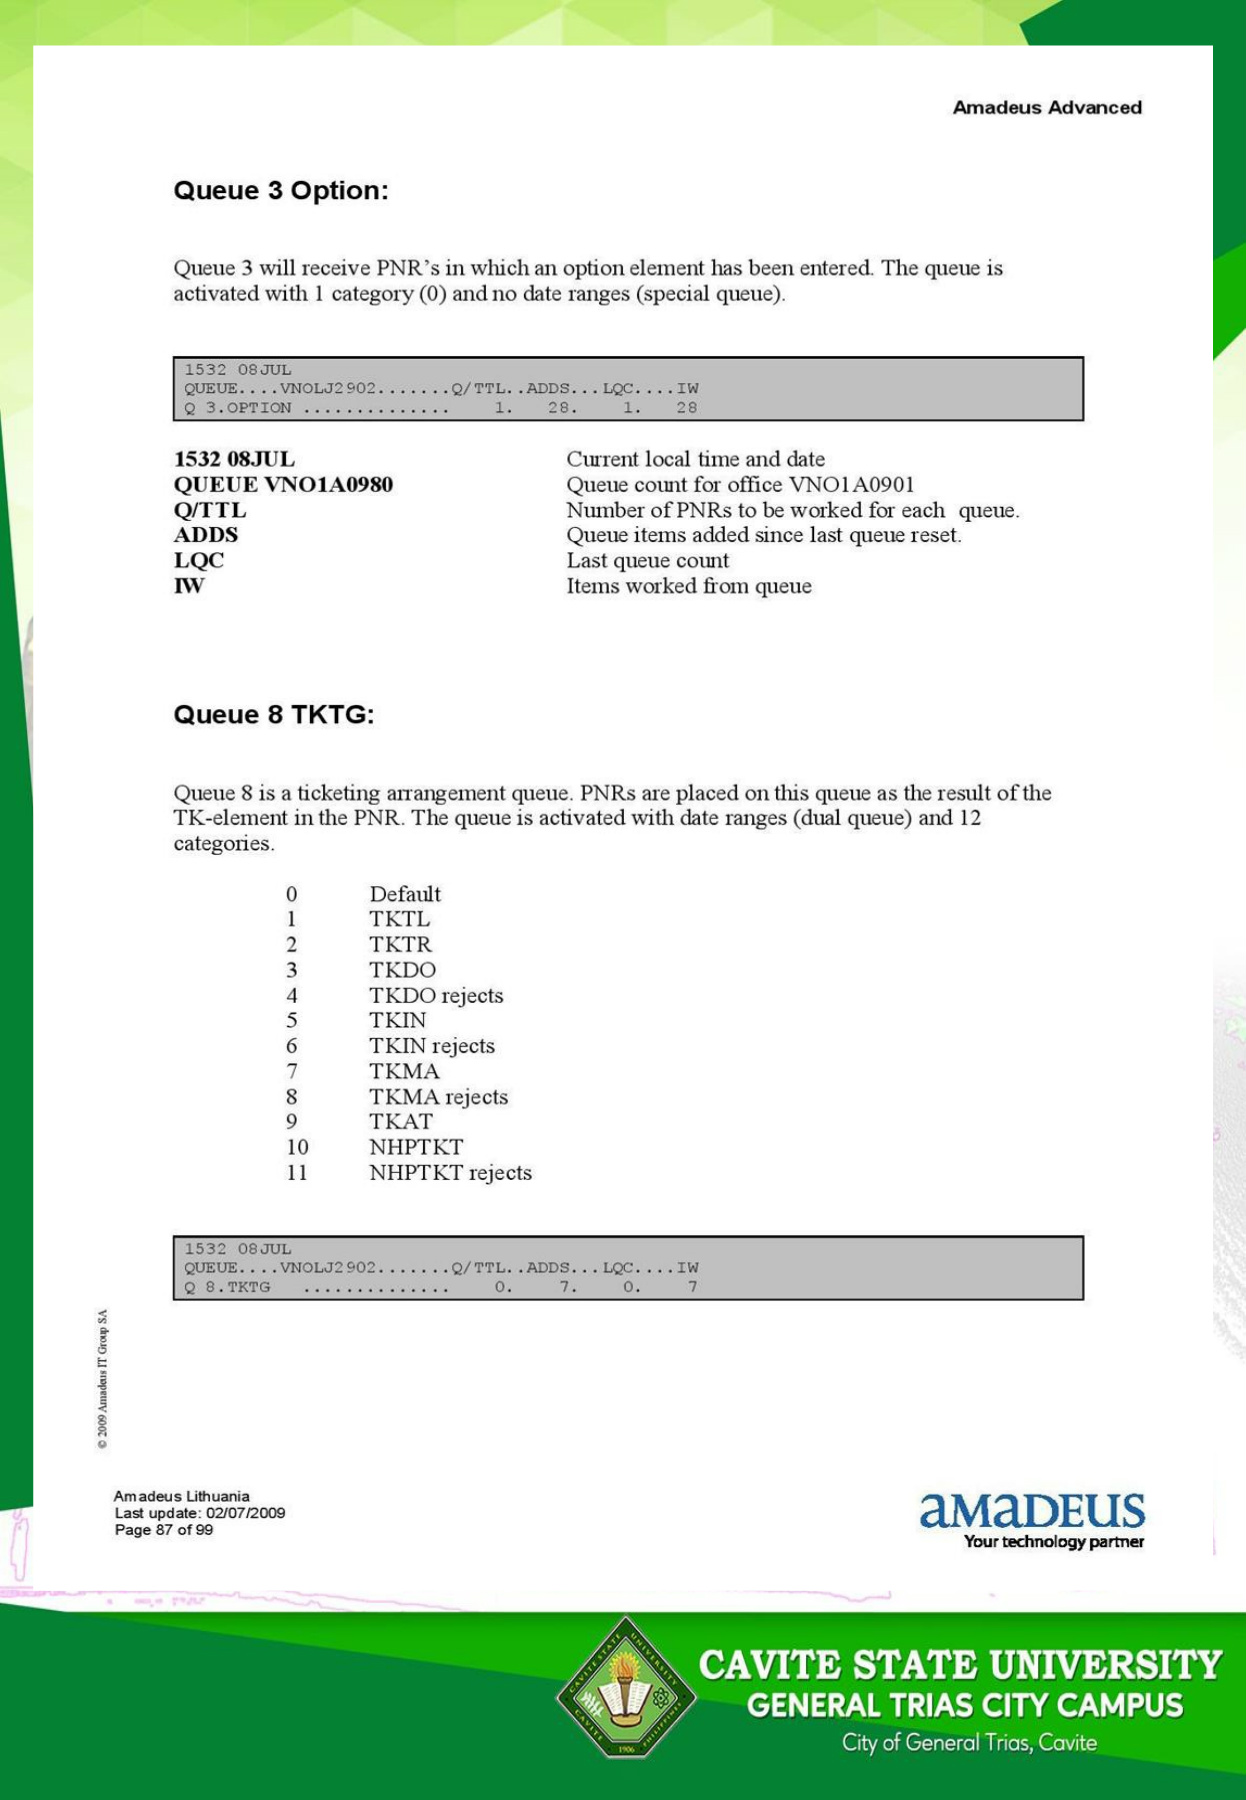 Amadeus Advanced
Queue 3 Option:
Queue 3 will receive PNR's in which an option element has been entered. The queue is
activated with 1 category (0) and no date ranges (special queue).
1532 08JUL
QUEUE....VNOLJ2902.......Q/TTL..ADDS...LQC....IW
Q 3.OPTION .............. 1. 28. 1. 28
1532 08JUL Current local time and date
QUEUE VNO1A0980 Queue count for office VNO1A0901
Q/TTL Number of PNRs to be worked for each queue.
ADDS Queue items added since last queue reset.
LQC Last queue count
IW Items worked from queue
Queue 8 TKTG:
Queue 8 is a ticketing arrangement queue. PNRs are placed on this queue as the result of the
TK-element in the PNR. The queue is activated with date ranges (dual queue) and 12
categories.
0 Default
1 TKTL
2 TKTR
3 TKDO
4 TKDO rejects
5 TKIN
6 TKIN rejects
7 TKMA
8 TKMA rejects
9 TKAT
10 NHPTKT
11 NHPTKT rejects
1532 08JUL
QUEUE....VNOLJ2902.......Q/TTL..ADDS...LQC....IW
Q 8.TKTG .............. 0. 7. 0. 7
© 2009 Amadeus IT Group SA
Amadeus Lithuania
Last update: 02/07/2009
Page 87 of 99
amadeus
Your technology partner
CAVITE STATE UNIVERSITY
CAVITE PHILIPPINES
1906
CAVITE STATE UNIVERSITY
GENERAL TRIAS CITY CAMPUS
City of General Trias, Cavite